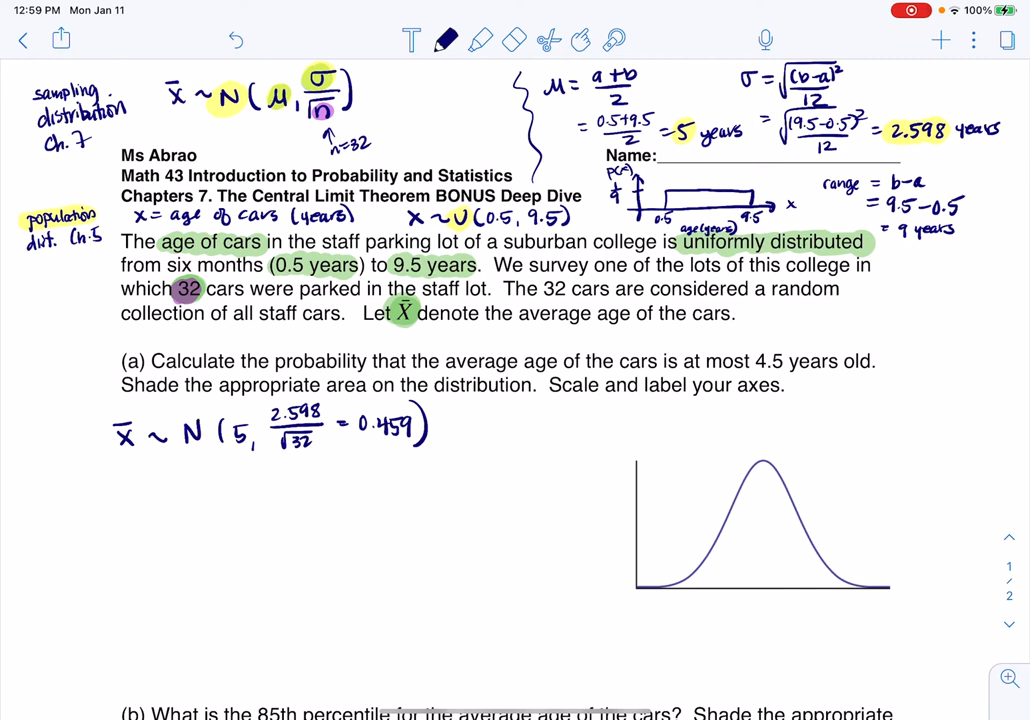 12:59 PM Mon Jan 11
100%
sampling
distribution
Ch. 7
x̄ ~ N ( μ, σ/√n )
n=32
μ = (a+b)/2
= (0.5+9.5)/2 = 5 years
σ = √((b-a)²/12)
= √((9.5-0.5)²/12) = 2.598 years
Ms Abrao
Name:
Math 43 Introduction to Probability and Statistics
Chapters 7. The Central Limit Theorem BONUS Deep Dive
P(x)
1/9
0.5
9.5
x
age (years)
range = b-a
= 9.5-0.5
= 9 years
population
dist. Ch.5
x = age of cars (years)
X ~ U (0.5, 9.5)
The age of cars in the staff parking lot of a suburban college is uniformly distributed
from six months (0.5 years) to 9.5 years. We survey one of the lots of this college in
which 32 cars were parked in the staff lot. The 32 cars are considered a random
collection of all staff cars. Let X̄ denote the average age of the cars.
(a) Calculate the probability that the average age of the cars is at most 4.5 years old.
Shade the appropriate area on the distribution. Scale and label your axes.
x̄ ~ N ( 5, 2.598/√32 = 0.459 )
1
/
2
(b) What is the 85th percentile for the average age of the cars? Shade the appropriate